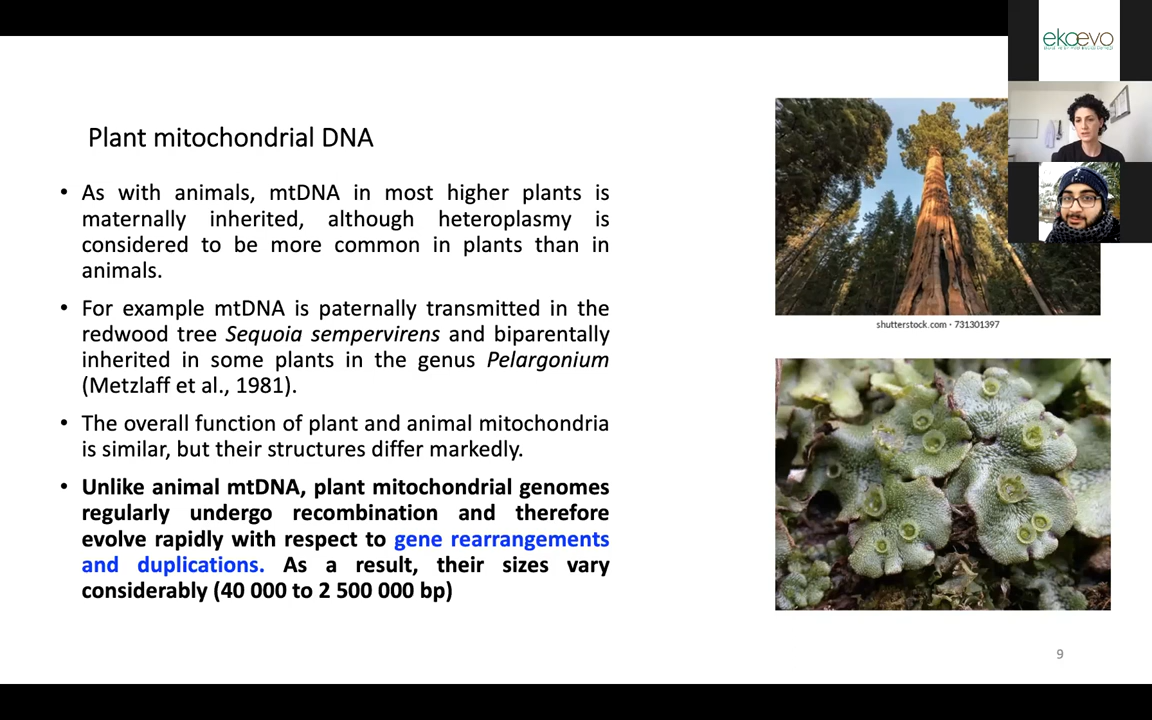 ekoevo
Plant mitochondrial DNA
• As with animals, mtDNA in most higher plants is
maternally inherited, although heteroplasmy is
considered to be more common in plants than in
animals.
• For example mtDNA is paternally transmitted in the
redwood tree Sequoia sempervirens and biparentally
inherited in some plants in the genus Pelargonium
(Metzlaff et al., 1981).
• The overall function of plant and animal mitochondria
is similar, but their structures differ markedly.
• Unlike animal mtDNA, plant mitochondrial genomes
regularly undergo recombination and therefore
evolve rapidly with respect to gene rearrangements
and duplications. As a result, their sizes vary
considerably (40 000 to 2 500 000 bp)
shutterstock.com · 731301397
9